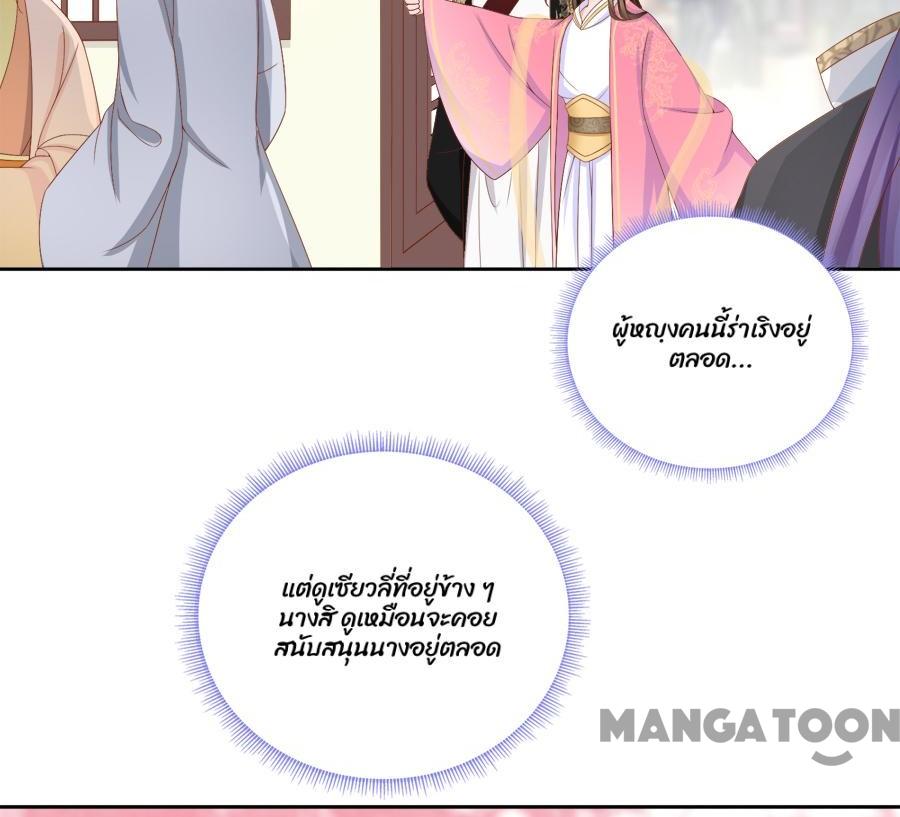 ผู้หญงคนนี้ร่าเริงอยู่
ตลอด...
แต่ดูเซียวลี่ที่อยู่ข้าง ๆ
นางสิ ดูเหมือนจะคอย
สนับสนุนนางอยู่ตลอด
MANGATOON